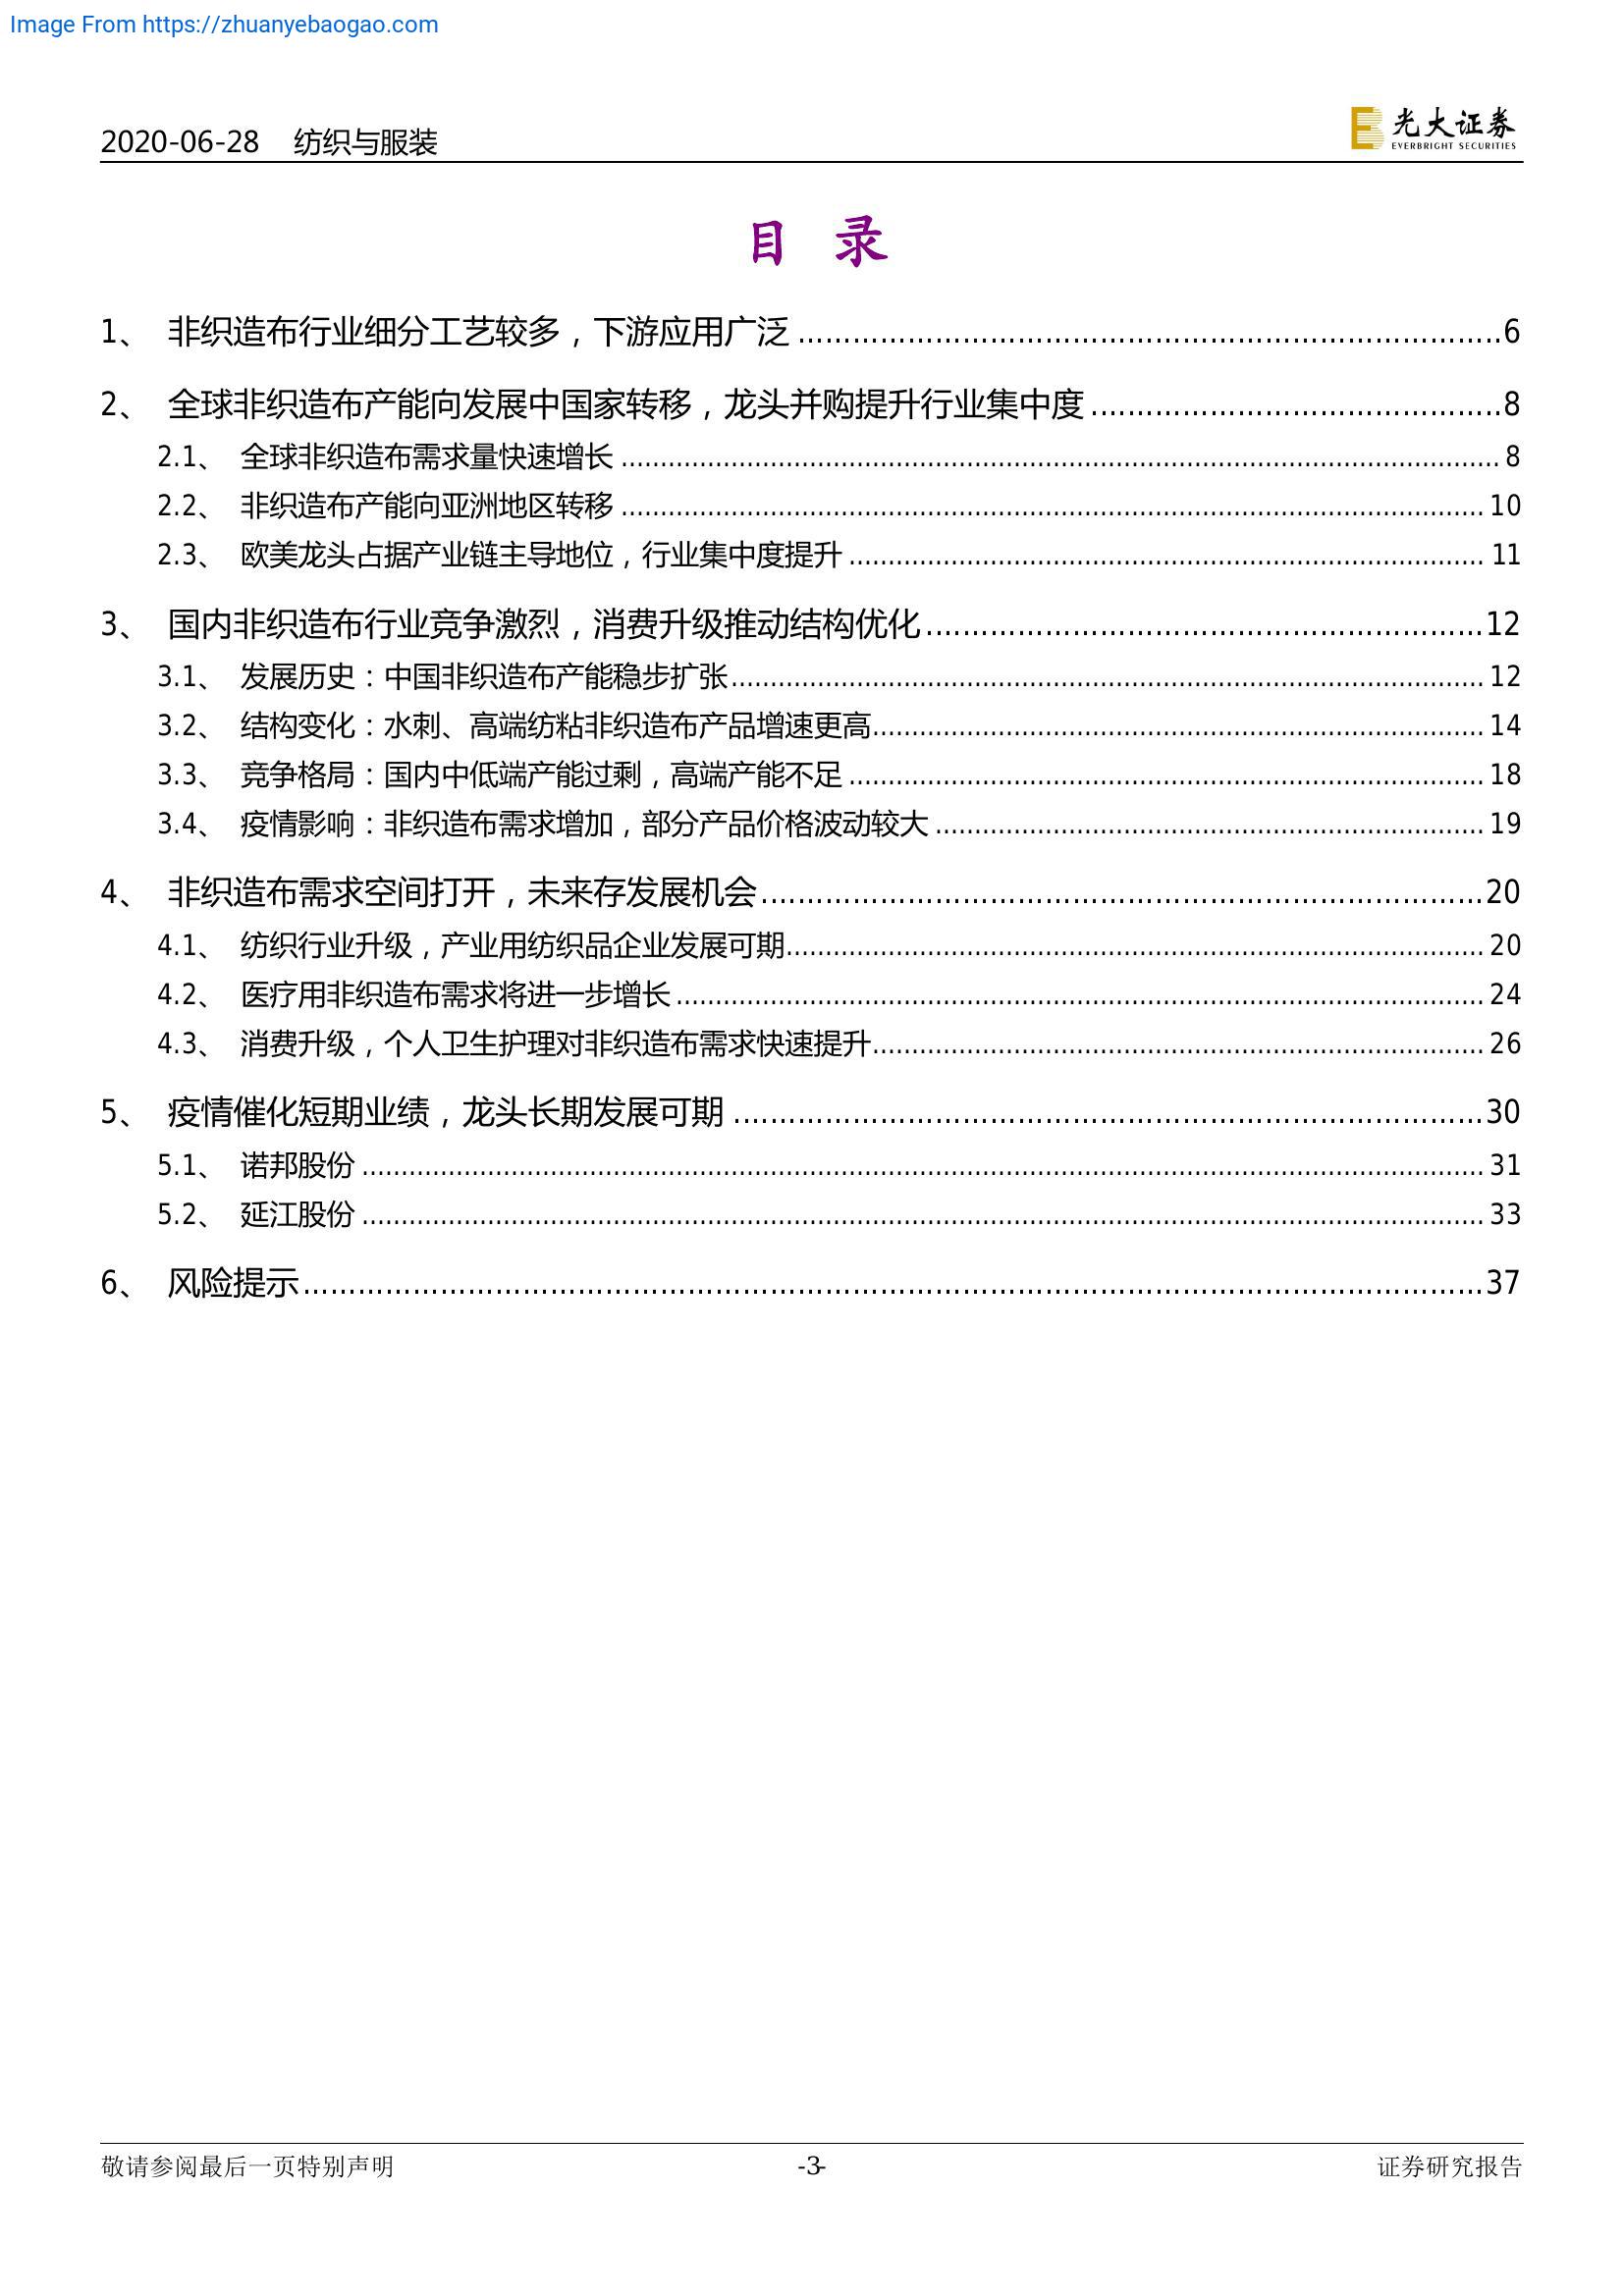 Image From https://zhuanyebaogao.com
2020-06-28 纺织与服装
光大证券
EVERBRIGHT SECURITIES
目 录
1、 非织造布行业细分工艺较多，下游应用广泛 ........................................ 6
2、 全球非织造布产能向发展中国家转移，龙头并购提升行业集中度 ........................................ 8
2.1、 全球非织造布需求量快速增长 ........................................ 8
2.2、 非织造布产能向亚洲地区转移 ........................................ 10
2.3、 欧美龙头占据产业链主导地位，行业集中度提升 ........................................ 11
3、 国内非织造布行业竞争激烈，消费升级推动结构优化 ........................................ 12
3.1、 发展历史：中国非织造布产能稳步扩张 ........................................ 12
3.2、 结构变化：水刺、高端纺粘非织造布产品增速更高 ........................................ 14
3.3、 竞争格局：国内中低端产能过剩，高端产能不足 ........................................ 18
3.4、 疫情影响：非织造布需求增加，部分产品价格波动较大 ........................................ 19
4、 非织造布需求空间打开，未来存发展机会 ........................................ 20
4.1、 纺织行业升级，产业用纺织品企业发展可期 ........................................ 20
4.2、 医疗用非织造布需求将进一步增长 ........................................ 24
4.3、 消费升级，个人卫生护理对非织造布需求快速提升 ........................................ 26
5、 疫情催化短期业绩，龙头长期发展可期 ........................................ 30
5.1、 诺邦股份 ........................................ 31
5.2、 延江股份 ........................................ 33
6、 风险提示 ........................................ 37
敬请参阅最后一页特别声明 -3- 证券研究报告